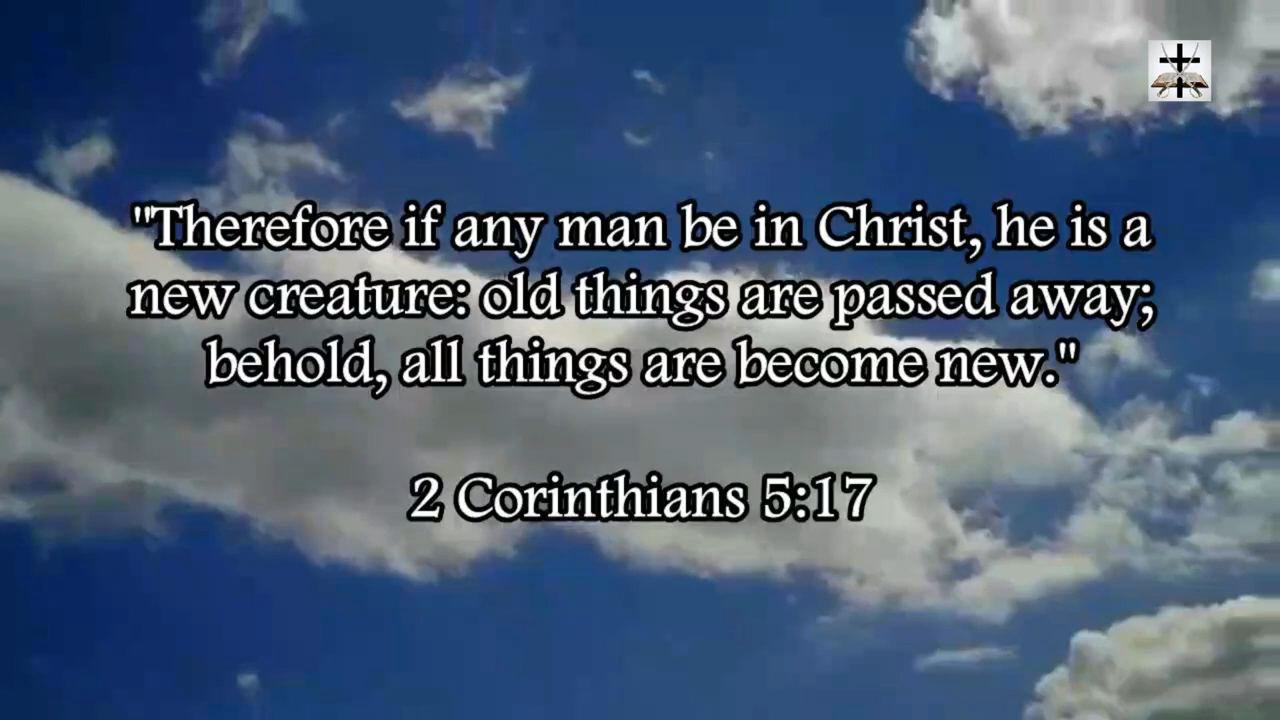 "Therefore if any man be in Christ, he is a
new creature: old things are passed away;
behold, all things are become new."
2 Corinthians 5:17